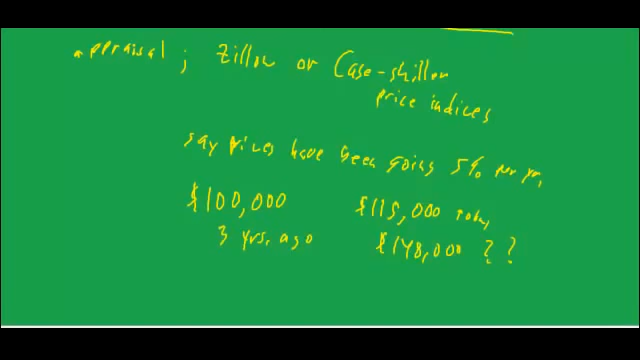 appraisal; Zillow or Case-Shiller
price indices
say prices have been going 5% per yr.
$100,000 $115,000 today
3 yrs. ago $148,000 ? ?